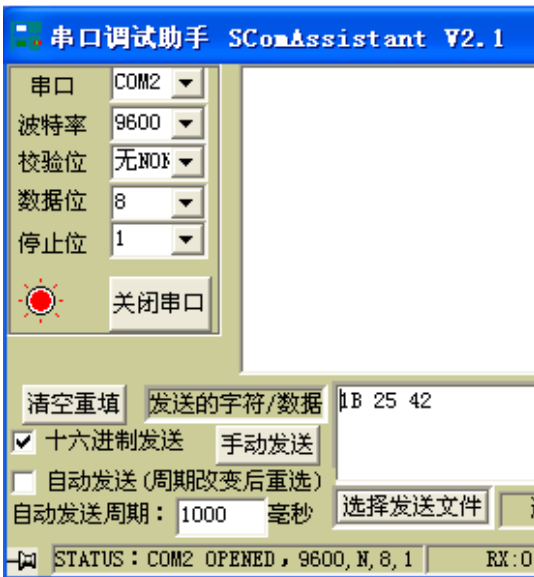 串口调试助手 SComAssistant V2.1
串口 COM2
波特率 9600
校验位 无NON
数据位 8
停止位 1
关闭串口
清空重填 发送的字符/数据 1B 25 42
十六进制发送 手动发送
自动发送(周期改变后重选)
自动发送周期： 1000 毫秒 选择发送文件
STATUS：COM2 OPENED，9600,N,8,1 RX:0